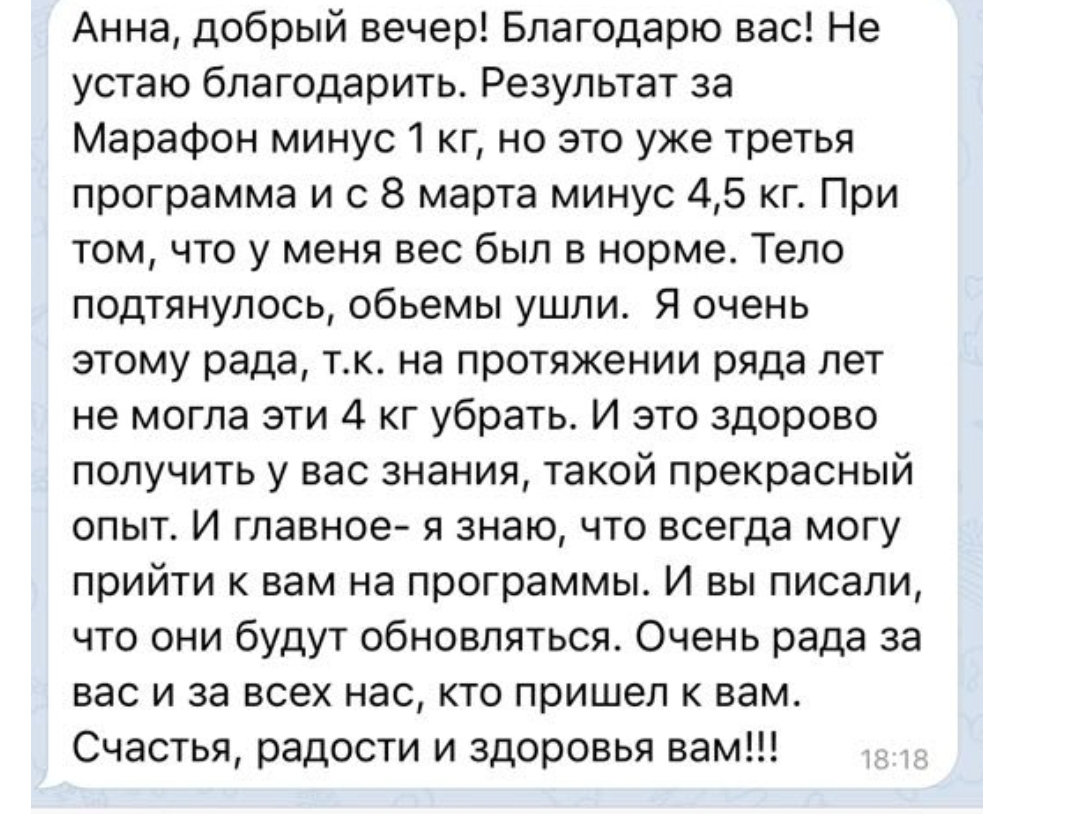 Анна, добрый вечер! Благодарю вас! Не
устаю благодарить. Результат за
Марафон минус 1 кг, но это уже третья
программа и с 8 марта минус 4,5 кг. При
том, что у меня вес был в норме. Тело
подтянулось, обьемы ушли.  Я очень
этому рада, т.к. на протяжении ряда лет
не могла эти 4 кг убрать. И это здорово
получить у вас знания, такой прекрасный
опыт. И главное- я знаю, что всегда могу
прийти к вам на программы. И вы писали,
что они будут обновляться. Очень рада за
вас и за всех нас, кто пришел к вам.
Счастья, радости и здоровья вам!!!
18:18